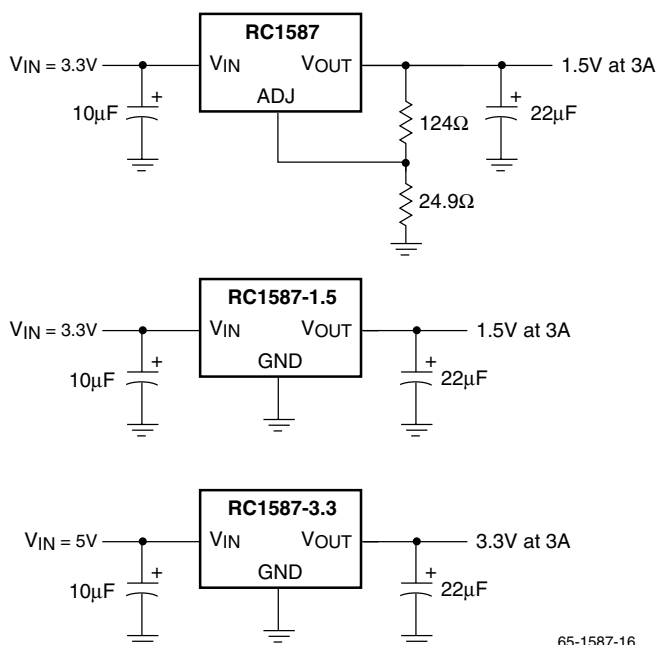 RC1587
VIN = 3.3V
VIN
VOUT
1.5V at 3A
ADJ
+
10μF
124Ω
+
22μF
24.9Ω
RC1587-1.5
VIN = 3.3V
VIN
VOUT
1.5V at 3A
GND
+
10μF
+
22μF
RC1587-3.3
VIN = 5V
VIN
VOUT
3.3V at 3A
GND
+
10μF
+
22μF
65-1587-16